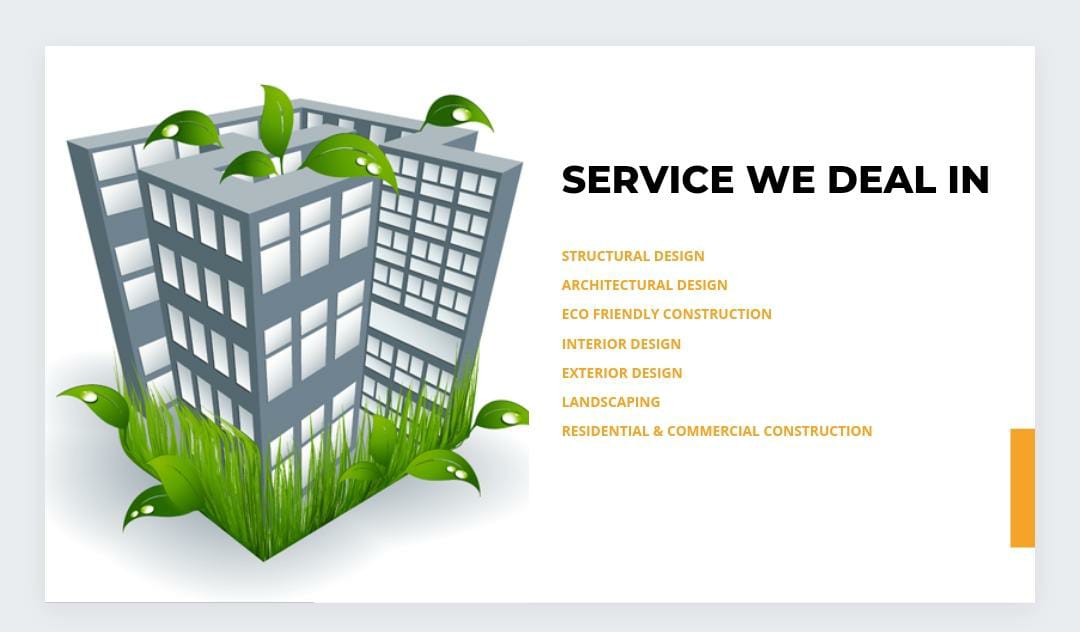 SERVICE WE DEAL IN
STRUCTURAL DESIGN
ARCHITECTURAL DESIGN
ECO FRIENDLY CONSTRUCTION
INTERIOR DESIGN
EXTERIOR DESIGN
LANDSCAPING
RESIDENTIAL & COMMERCIAL CONSTRUCTION